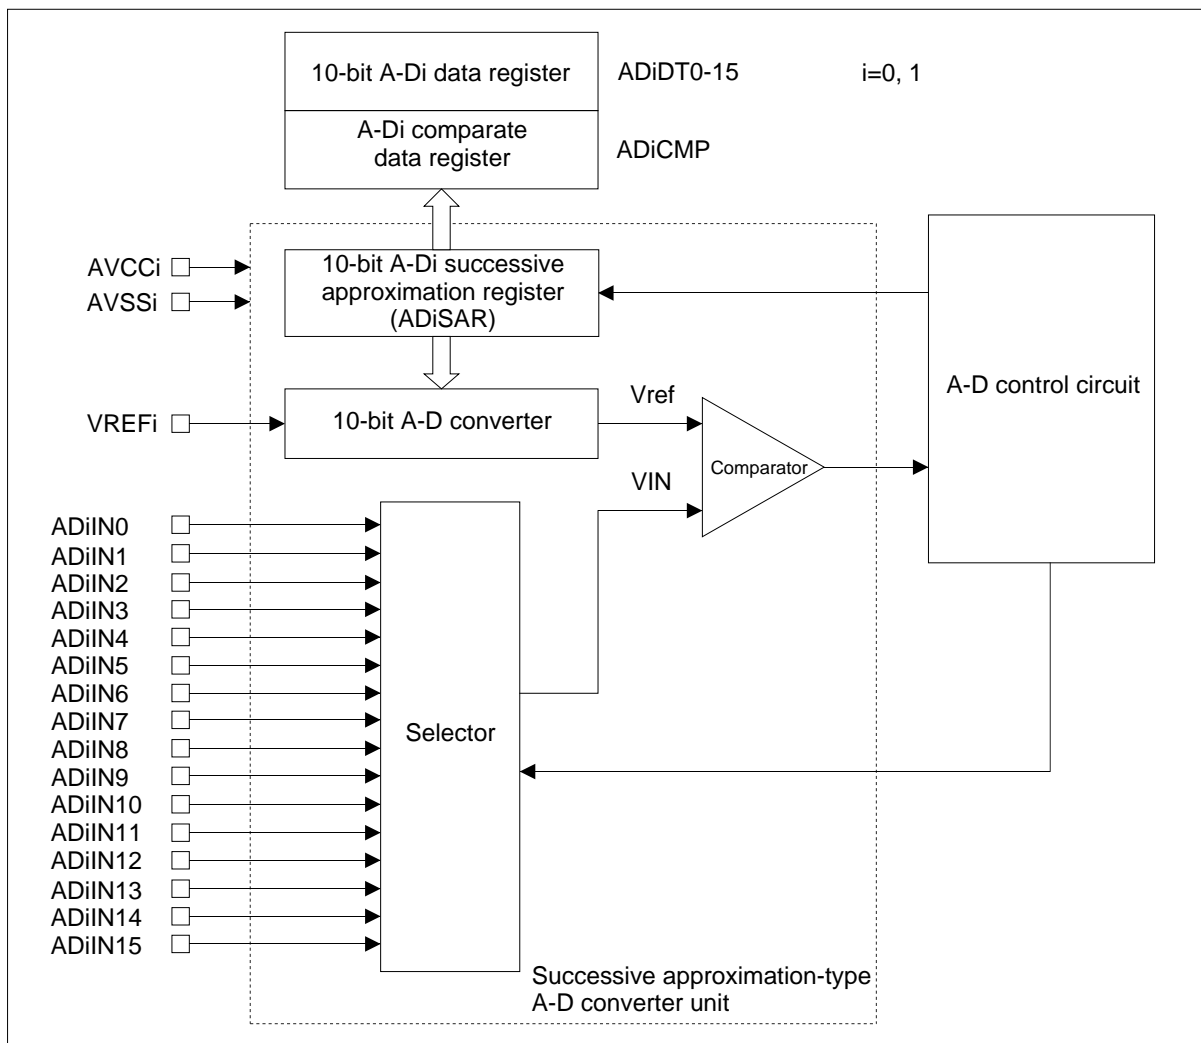 10-bit A-Di data register
ADiDT0-15
i=0, 1
A-Di comparate
data register
ADiCMP
AVCCi
AVSSi
10-bit A-Di successive
approximation register
(ADiSAR)
A-D control circuit
VREFi
10-bit A-D converter
Vref
VIN
Comparator
ADiIN0
ADiIN1
ADiIN2
ADiIN3
ADiIN4
ADiIN5
ADiIN6
ADiIN7
ADiIN8
ADiIN9
ADiIN10
ADiIN11
ADiIN12
ADiIN13
ADiIN14
ADiIN15
Selector
Successive approximation-type
A-D converter unit